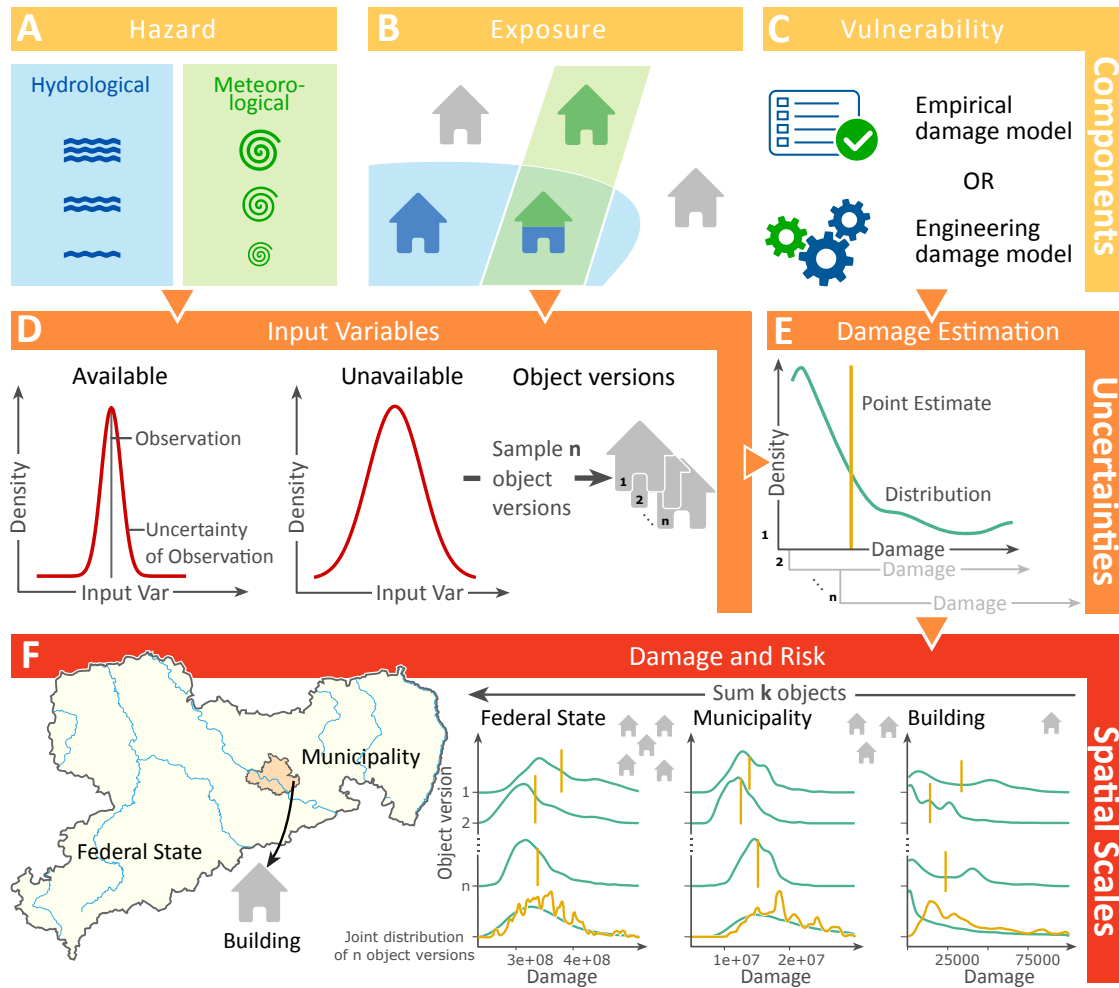 A Hazard
Hydrological
Meteoro-
logical
B Exposure
C Vulnerability
Empirical
damage model
OR
Engineering
damage model
Components
D Input Variables
Available
Density
Observation
Uncertainty
of Observation
Input Var
Unavailable
Density
Input Var
Object versions
Sample n
object
versions
1
2
n
E Damage Estimation
Density
Point Estimate
Distribution
1
Damage
2
Damage
n
Damage
Uncertainties
F Damage and Risk
Municipality
Federal State
Building
Sum k objects
Federal State
Municipality
Building
Object version
1
2
n
Joint distribution
of n object versions
3e+08 4e+08
Damage
1e+07 2e+07
Damage
25000 75000
Damage
Spatial Scales